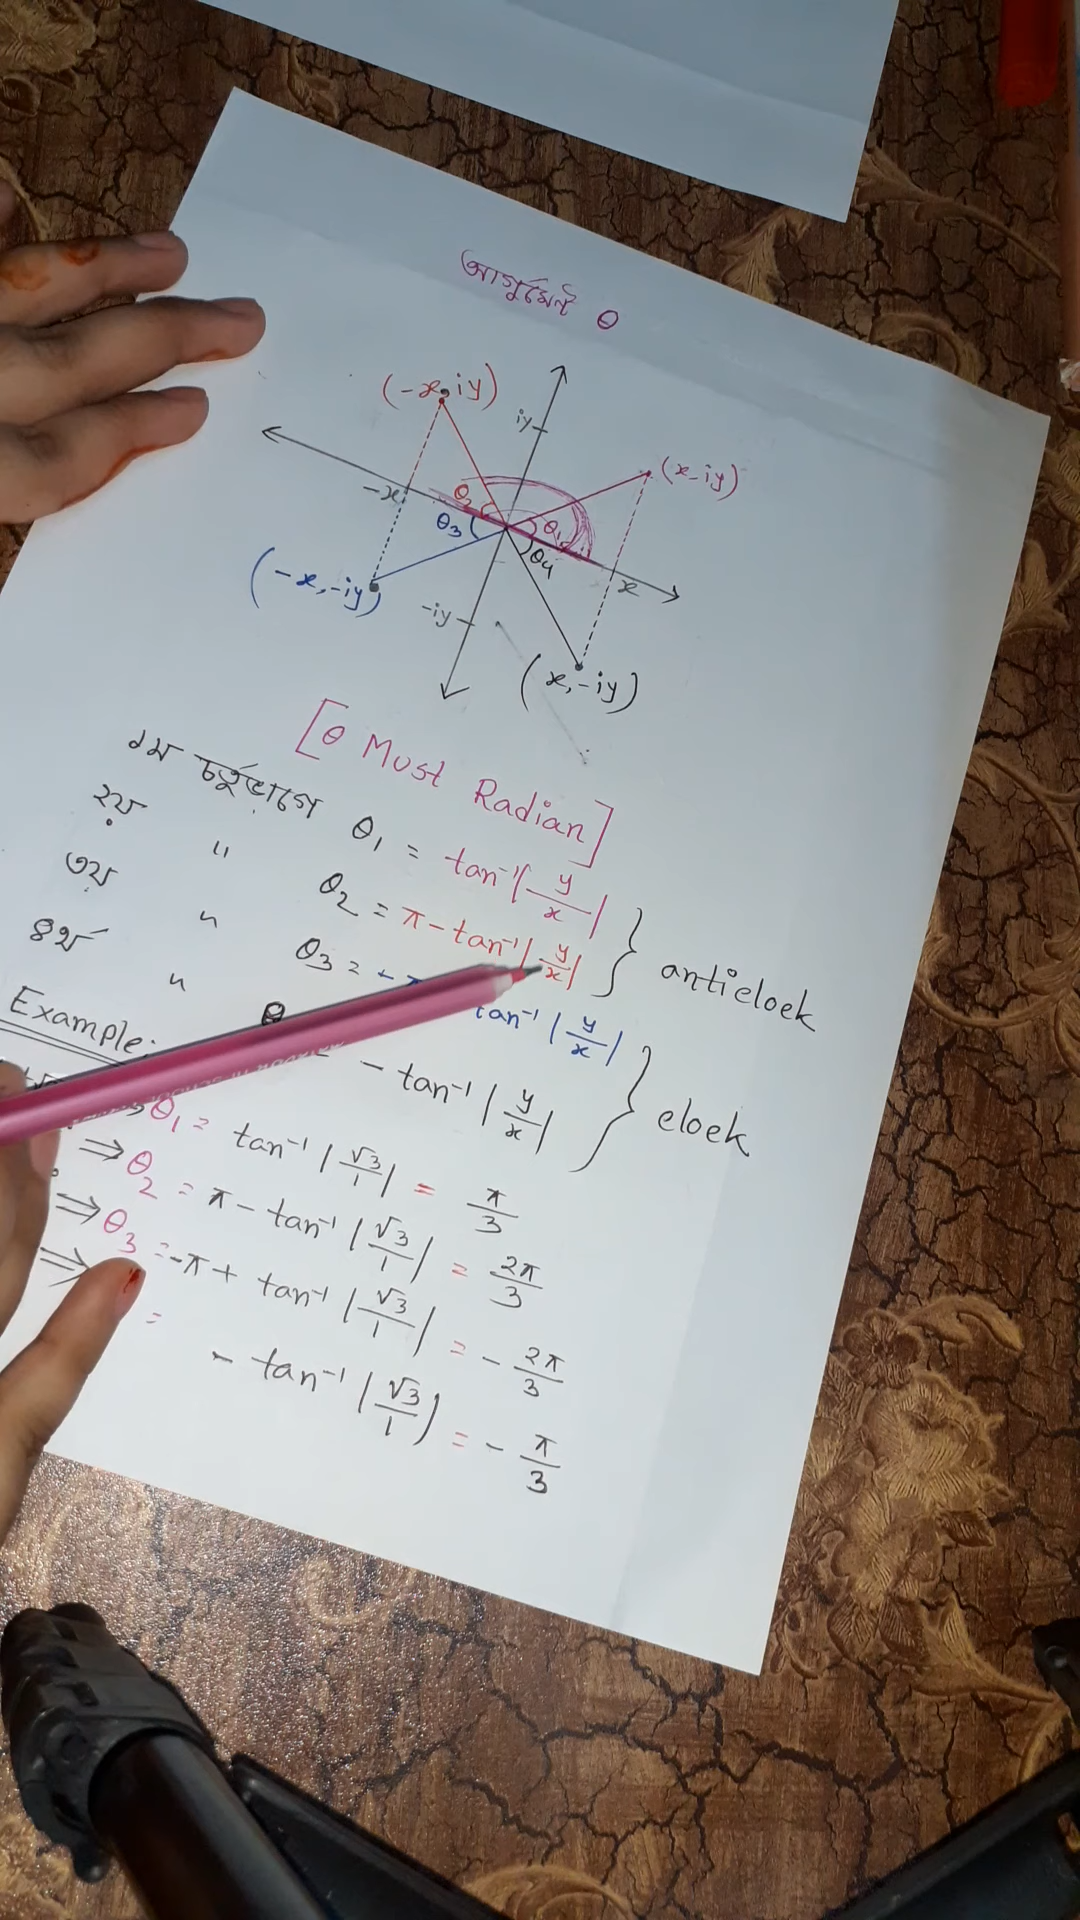 আর্গুমেন্ট θ
(-x, iy)
iy
(x, iy)
-x
θ2
θ3
θ1
θ4
x
(-x, -iy)
-iy
(x, -iy)
[θ Must Radian]
১ম চর্তুভাগে θ1 = tan⁻¹|y/x|
২য় " θ2 = π - tan⁻¹|y/x|
} anticlock
৩য় " θ3 = -π tan⁻¹|y/x|
৪র্থ " θ = - tan⁻¹|y/x|
} clock
Example:
⇒ θ1 = tan⁻¹|√3/1| = π/3
⇒ θ2 = π - tan⁻¹|√3/1| = 2π/3
⇒ θ3 = -π + tan⁻¹|√3/1| = - 2π/3
⇒ = - tan⁻¹|√3/1) = - π/3